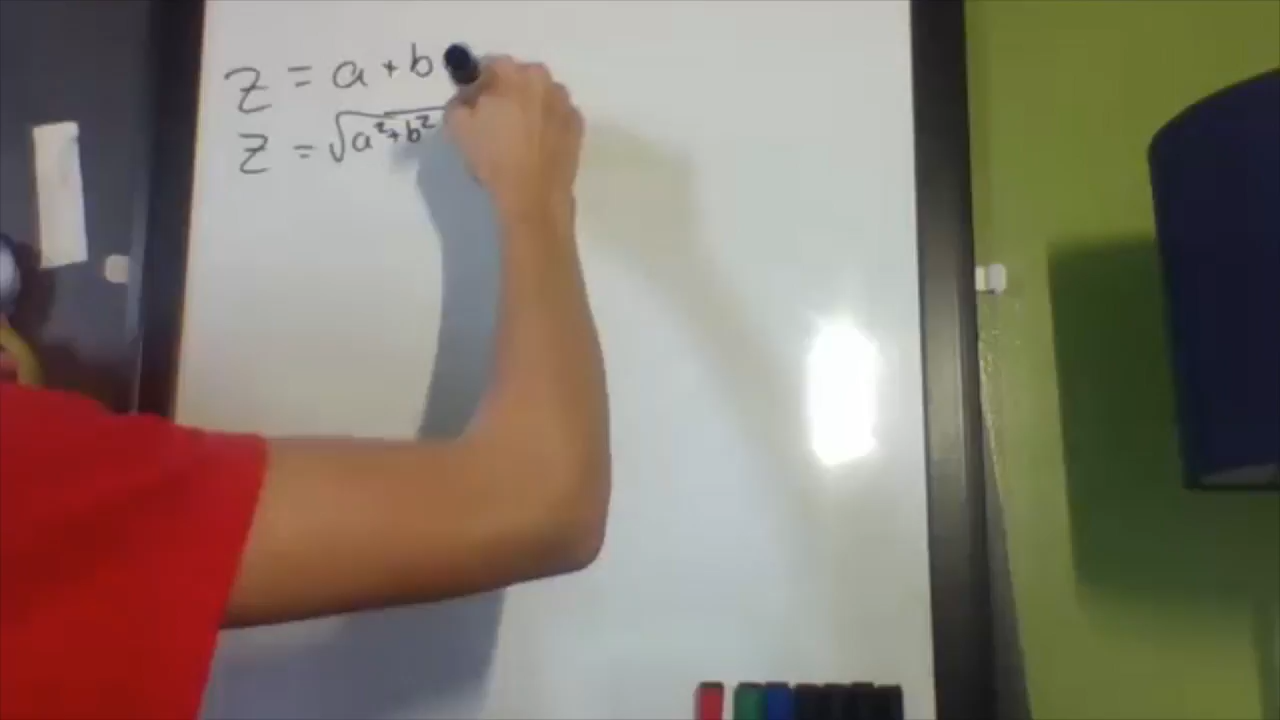 z = a + b
z = √a²+b²